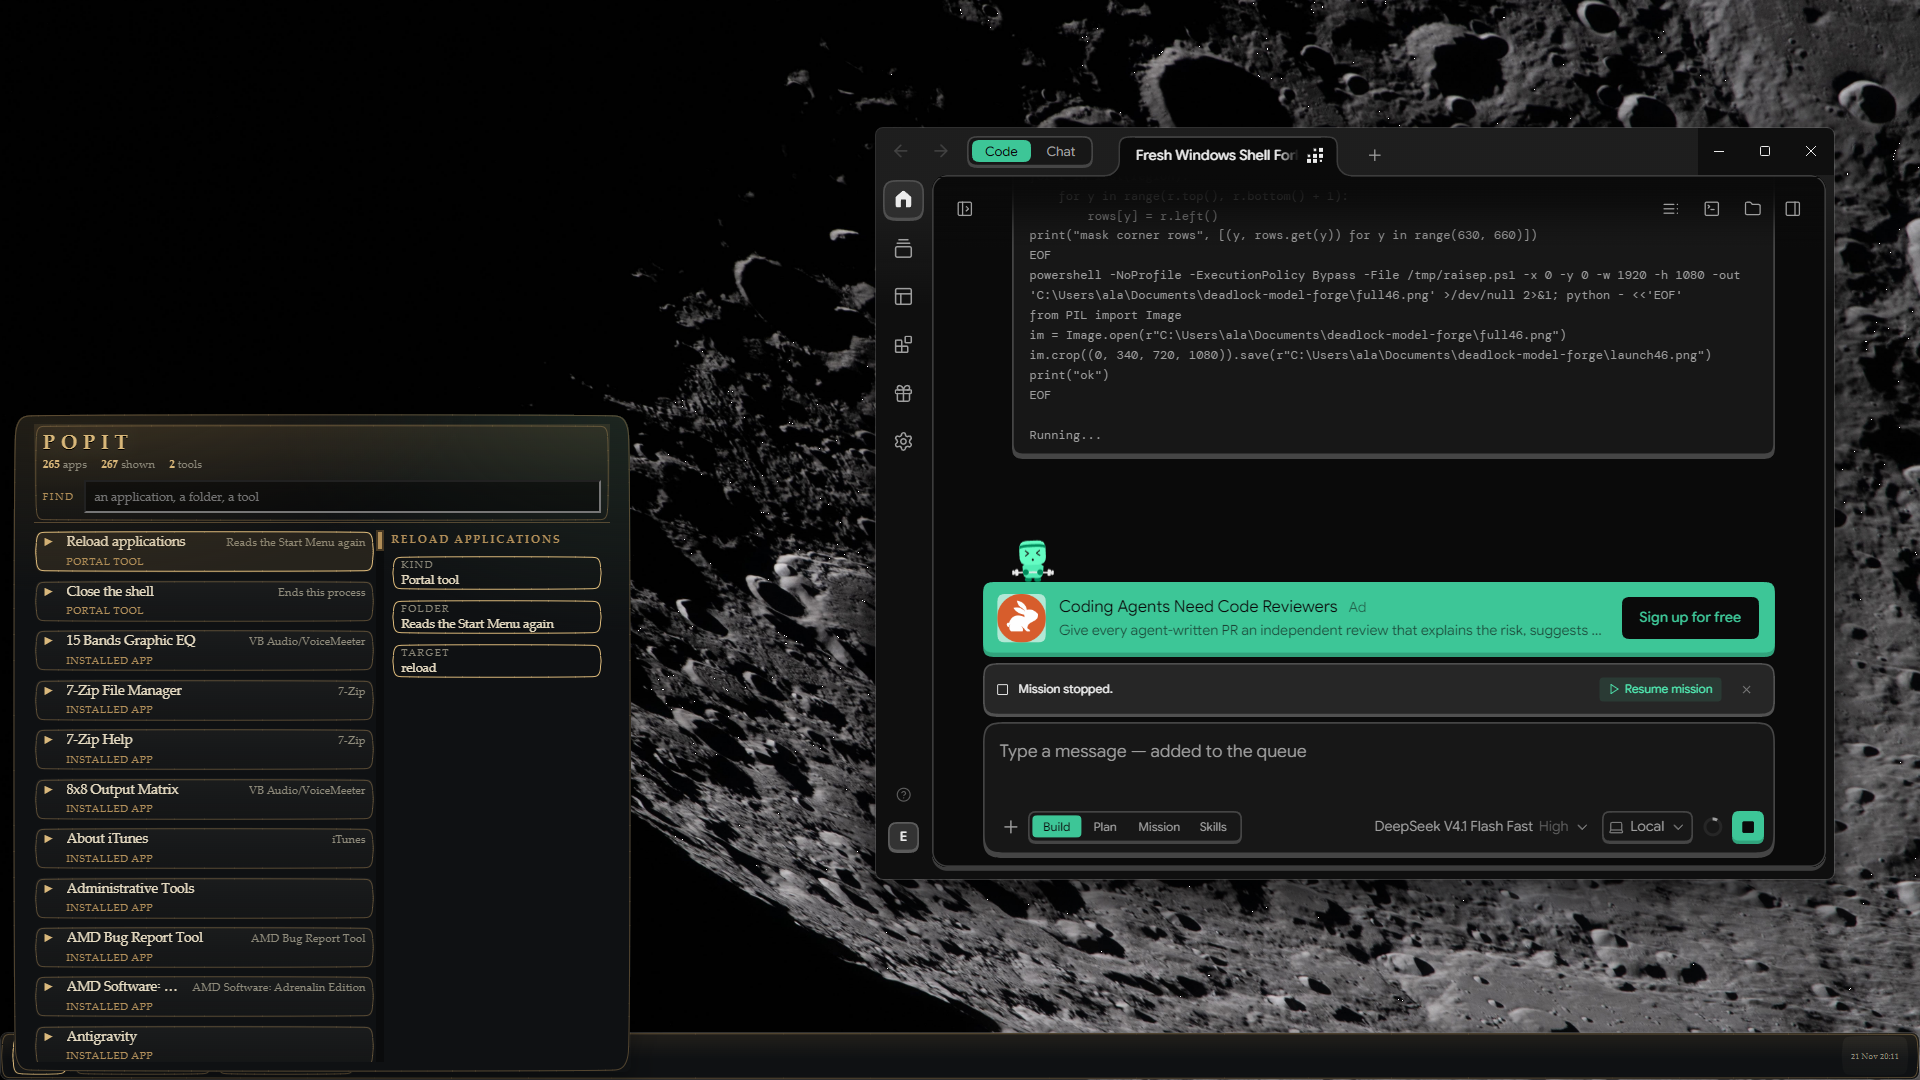 POPIT
265 apps 267 shown 2 tools
FIND an application, a folder, a tool
Reload applications Reads the Start Menu again
PORTAL TOOL
Close the shell Ends this process
PORTAL TOOL
15 Bands Graphic EQ VB Audio/VoiceMeeter
INSTALLED APP
7-Zip File Manager 7-Zip
INSTALLED APP
7-Zip Help 7-Zip
INSTALLED APP
8x8 Output Matrix VB Audio/VoiceMeeter
INSTALLED APP
About iTunes iTunes
INSTALLED APP
Administrative Tools
INSTALLED APP
AMD Bug Report Tool AMD Bug Report Tool
INSTALLED APP
AMD Software: ... AMD Software: Adrenalin Edition
INSTALLED APP
Antigravity
INSTALLED APP
RELOAD APPLICATIONS
KIND
Portal tool
FOLDER
Reads the Start Menu again
TARGET
reload
Code Chat Fresh Windows Shell For
for y in range(r.top(), r.bottom() + 1):
rows[y] = r.left()
print("mask corner rows", [(y, rows.get(y)) for y in range(630, 660)])
EOF
powershell -NoProfile -ExecutionPolicy Bypass -File /tmp/raisep.ps1 -x 0 -y 0 -w 1920 -h 1080 -out
'C:\Users\ala\Documents\deadlock-model-forge\full46.png' >/dev/null 2>&1; python - <<'EOF'
from PIL import Image
im = Image.open(r"C:\Users\ala\Documents\deadlock-model-forge\full46.png")
im.crop((0, 340, 720, 1080)).save(r"C:\Users\ala\Documents\deadlock-model-forge\launch46.png")
print("ok")
EOF
Running...
Coding Agents Need Code Reviewers Ad
Give every agent-written PR an independent review that explains the risk, suggests ...
Sign up for free
Mission stopped. Resume mission
Type a message — added to the queue
Build Plan Mission Skills DeepSeek V4.1 Flash Fast High Local
E
21 Nov 20:11